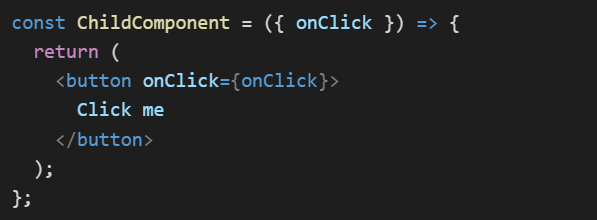 const ChildComponent = ({ onClick }) => {
  return (
    <button onClick={onClick}>
      Click me
    </button>
  );
};